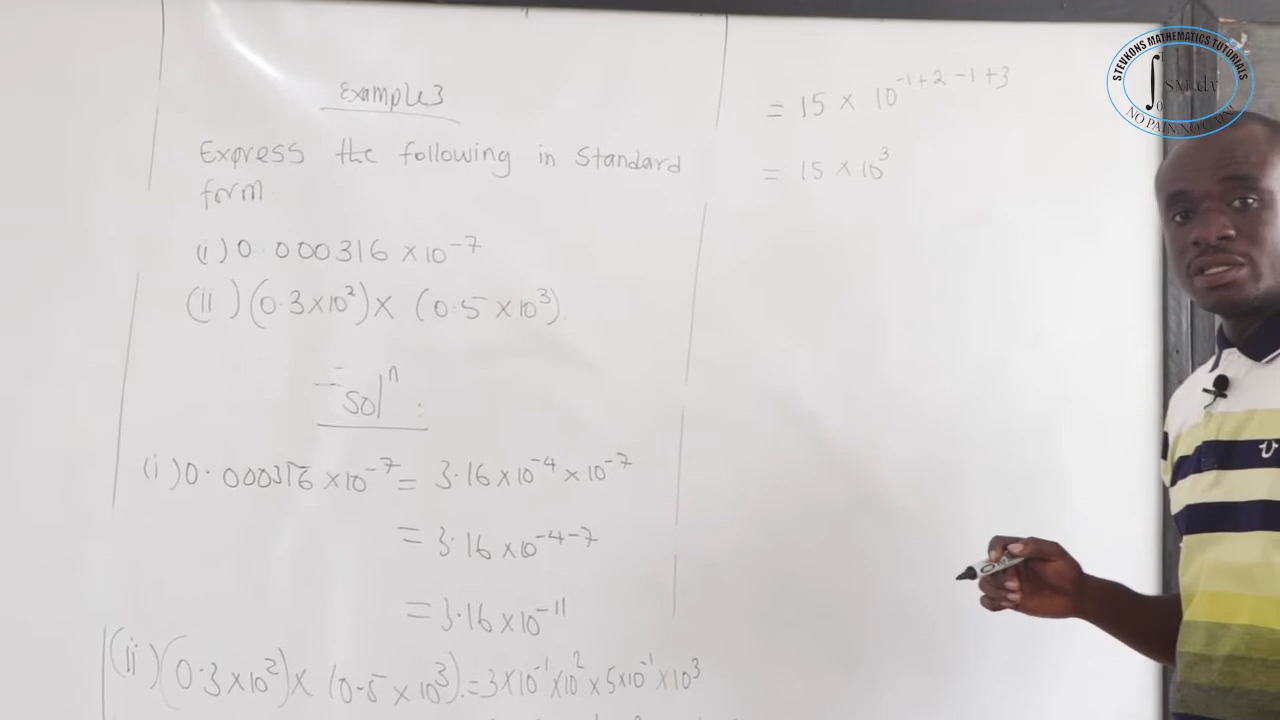 Example 3
Express the following in Standard
form
(i) 0.000316 × 10⁻⁷
(ii) (0.3×10²) × (0.5 × 10³).
Solⁿ:
(i) 0.000316 × 10⁻⁷ = 3.16 × 10⁻⁴ × 10⁻⁷
= 3.16 × 10⁻⁴⁻⁷
= 3.16 × 10⁻¹¹
(ii) (0.3 × 10²) × (0.5 × 10³). = 3 × 10⁻¹ × 10² × 5×10⁻¹ × 10³
= 15 × 10⁻¹⁺²⁻¹⁺³
= 15 × 10³
STEVKONS MATHEMATICS TUTORIALS
NO PAIN, NO GAIN